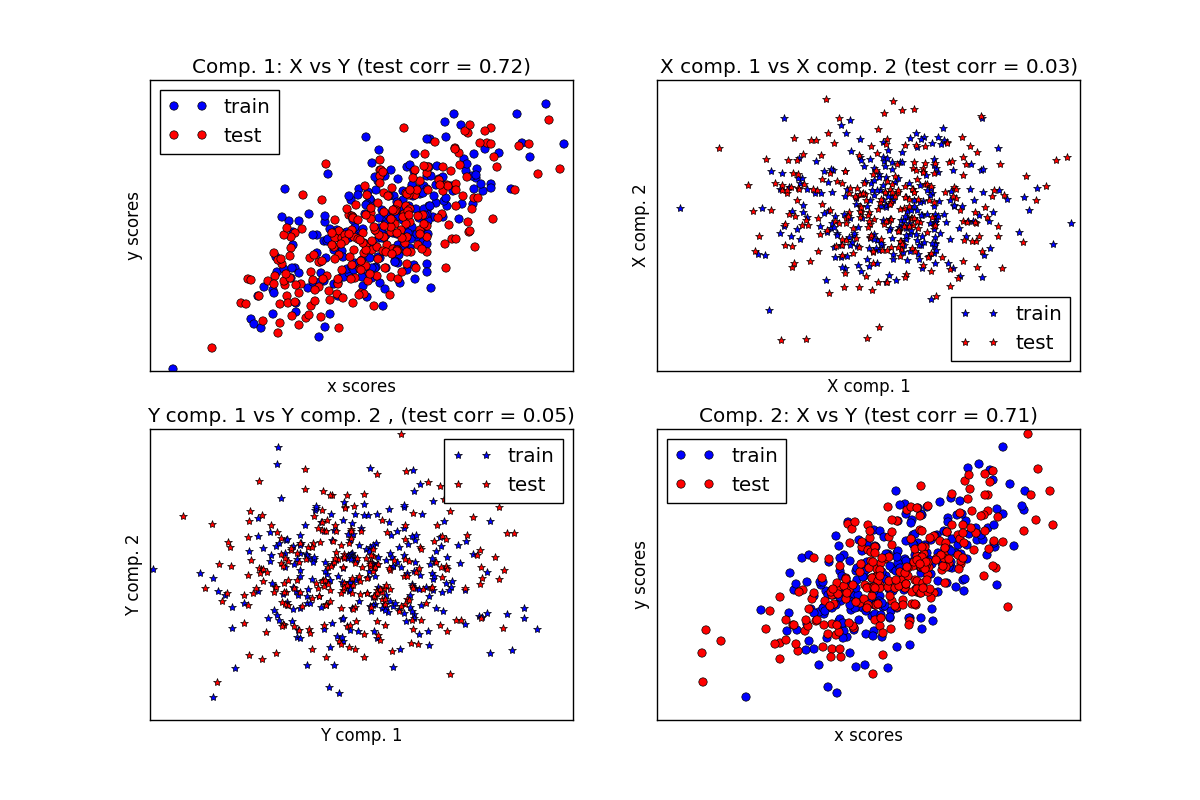 Comp. 1: X vs Y (test corr = 0.72)
train
test
y scores
x scores
X comp. 1 vs X comp. 2 (test corr = 0.03)
X comp. 2
train
test
X comp. 1
Y comp. 1 vs Y comp. 2 , (test corr = 0.05)
train
test
Y comp. 2
Y comp. 1
Comp. 2: X vs Y (test corr = 0.71)
train
test
y scores
x scores